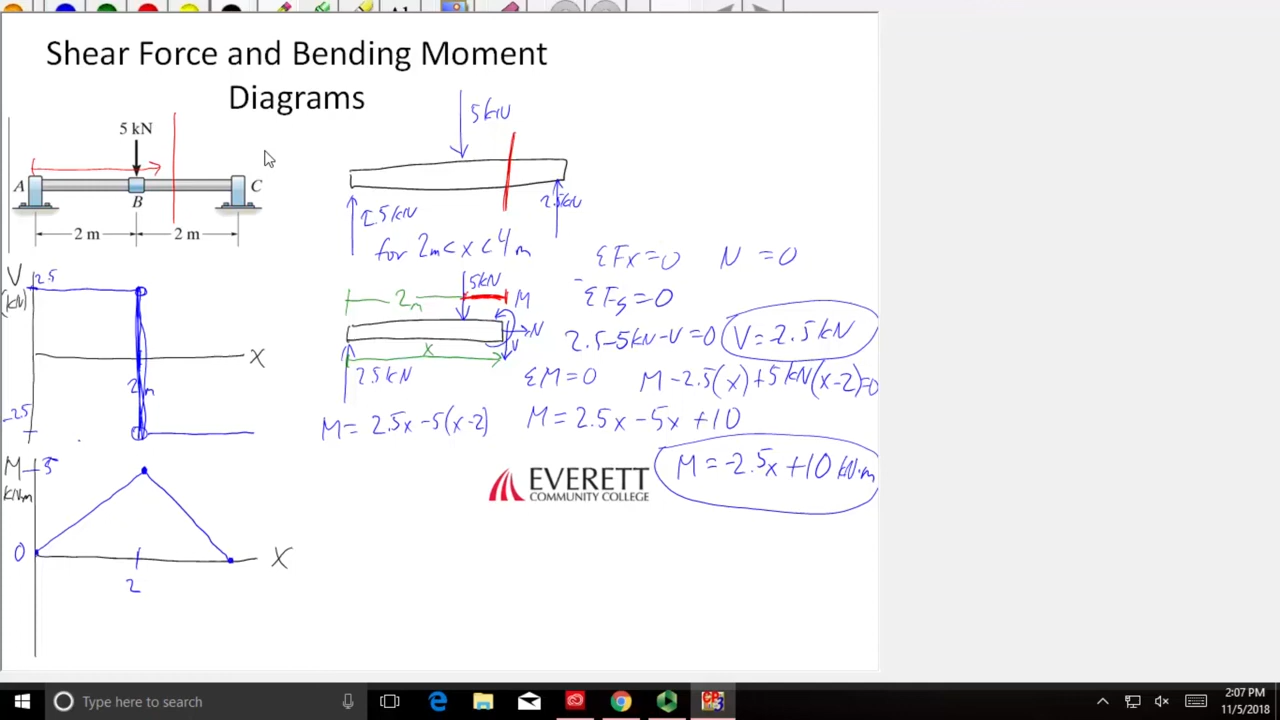 Shear Force and Bending Moment
Diagrams
5 kN
A
B
C
2 m
2 m
5kN
2.5kN
2.5kN
for 2m<x<4m
ΣFx=0 N =0
5kN
2m
M
N
V
x
2.5kN
ΣFy=0
2.5-5kN-V=0
V=-2.5kN
ΣM=0 M-2.5(x)+5kN(x-2)=0
M= 2.5x-5(x-2)
M= 2.5x-5x+10
M=-2.5x+10 kN·m
V
(kN)
2.5
-2.5
2m
X
M
kN·m
5
0
2
X
EVERETT
COMMUNITY COLLEGE
Type here to search
2:07 PM
11/5/2018